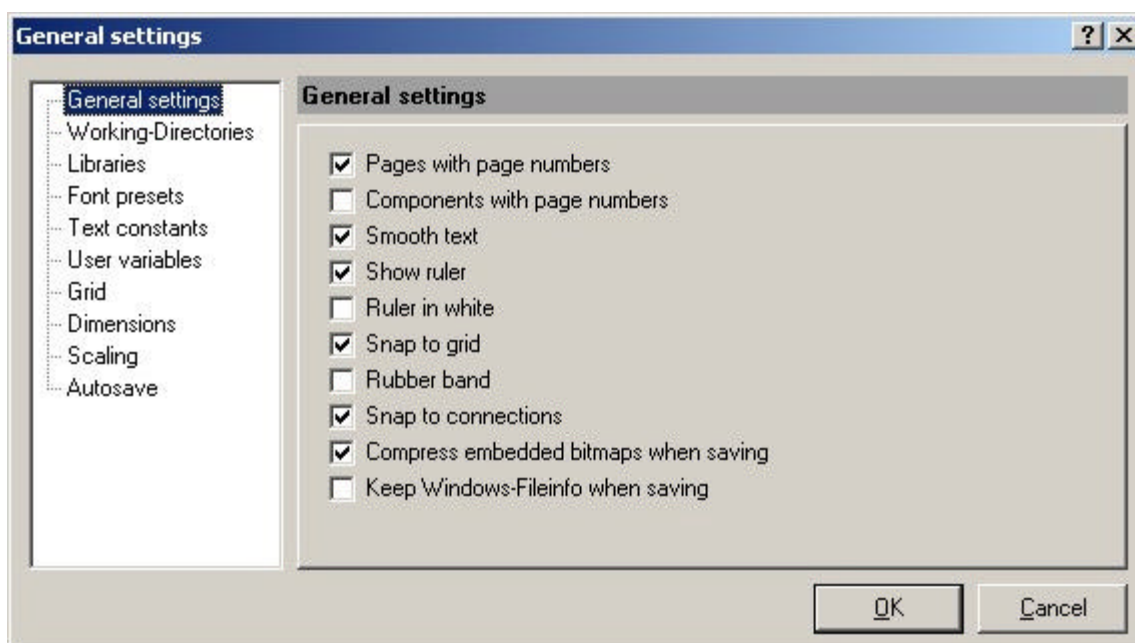 General settings
General settings
Working-Directories
Libraries
Font presets
Text constants
User variables
Grid
Dimensions
Scaling
Autosave
General settings
Pages with page numbers
Components with page numbers
Smooth text
Show ruler
Ruler in white
Snap to grid
Rubber band
Snap to connections
Compress embedded bitmaps when saving
Keep Windows-Fileinfo when saving
OK
Cancel